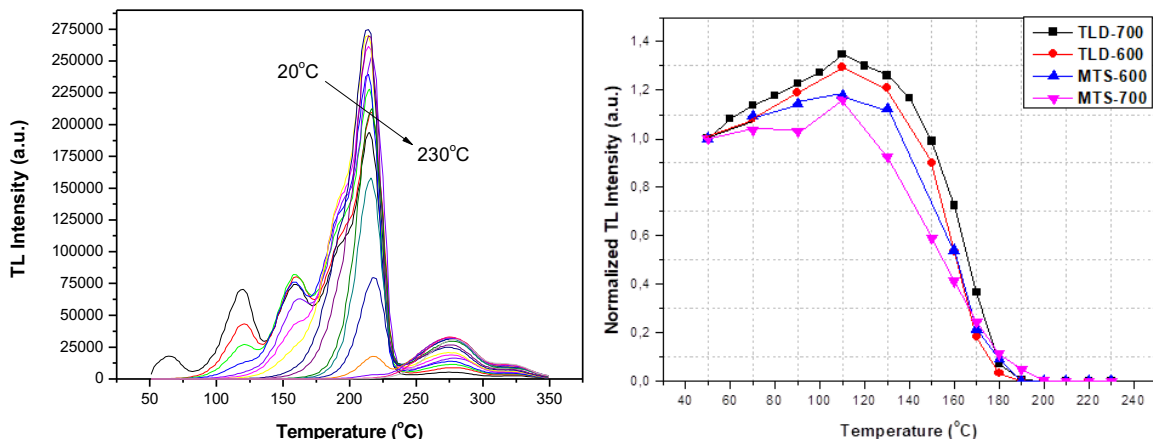 275000
250000
225000
200000
175000
150000
125000
100000
75000
50000
25000
0
TL Intensity (a.u.)
20°C
230°C
50 100 150 200 250 300 350
Temperature (°C)
1,4
1,2
1,0
0,8
0,6
0,4
0,2
0,0
Normalized TL Intensity (a.u.)
TLD-700
TLD-600
MTS-600
MTS-700
40 60 80 100 120 140 160 180 200 220 240
Temperature (°C)